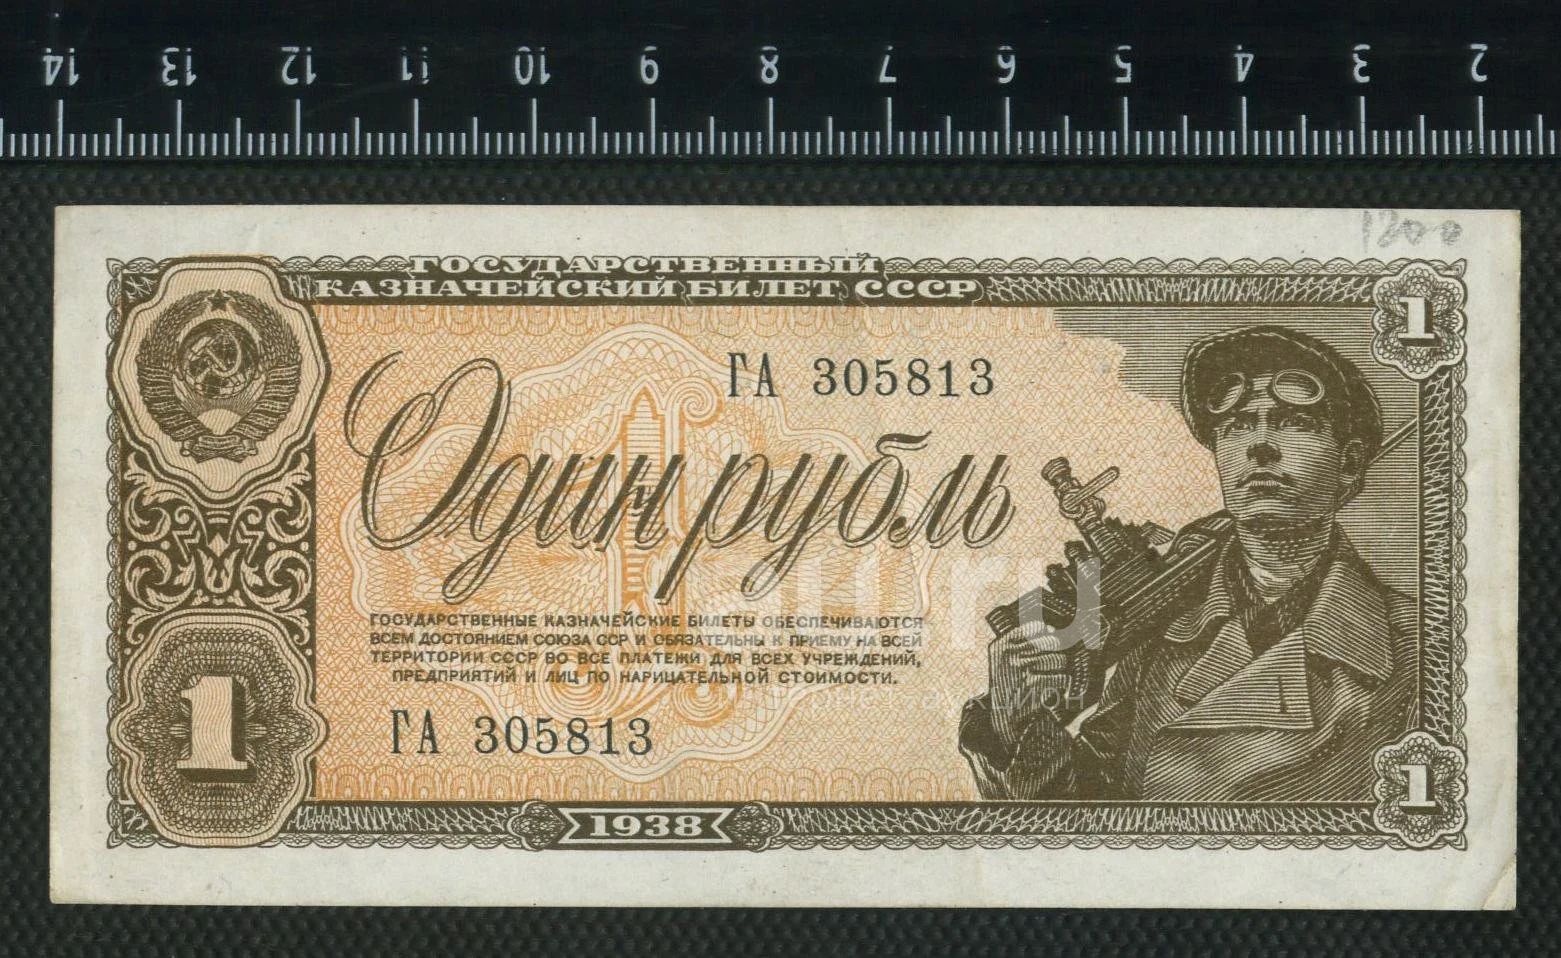 14 13 12 11 10 9 8 7 6 5 4 3 2
1200
ГОСУДАРСТВЕННЫЙ
КАЗНАЧЕЙСКИЙ БИЛЕТ СССР
1
ГА 305813
Один рубль
ГОСУДАРСТВЕННЫЕ КАЗНАЧЕЙСКИЕ БИЛЕТЫ ОБЕСПЕЧИВАЮТСЯ
ВСЕМ ДОСТОЯНИЕМ СОЮЗА ССР И ОБЯЗАТЕЛЬНЫ К ПРИЕМУ НА ВСЕЙ
ТЕРРИТОРИИ СССР ВО ВСЕ ПЛАТЕЖИ ДЛЯ ВСЕХ УЧРЕЖДЕНИЙ,
ПРЕДПРИЯТИЙ И ЛИЦ ПО НАРИЦАТЕЛЬНОЙ СТОИМОСТИ.
1
ГА 305813
1
1938